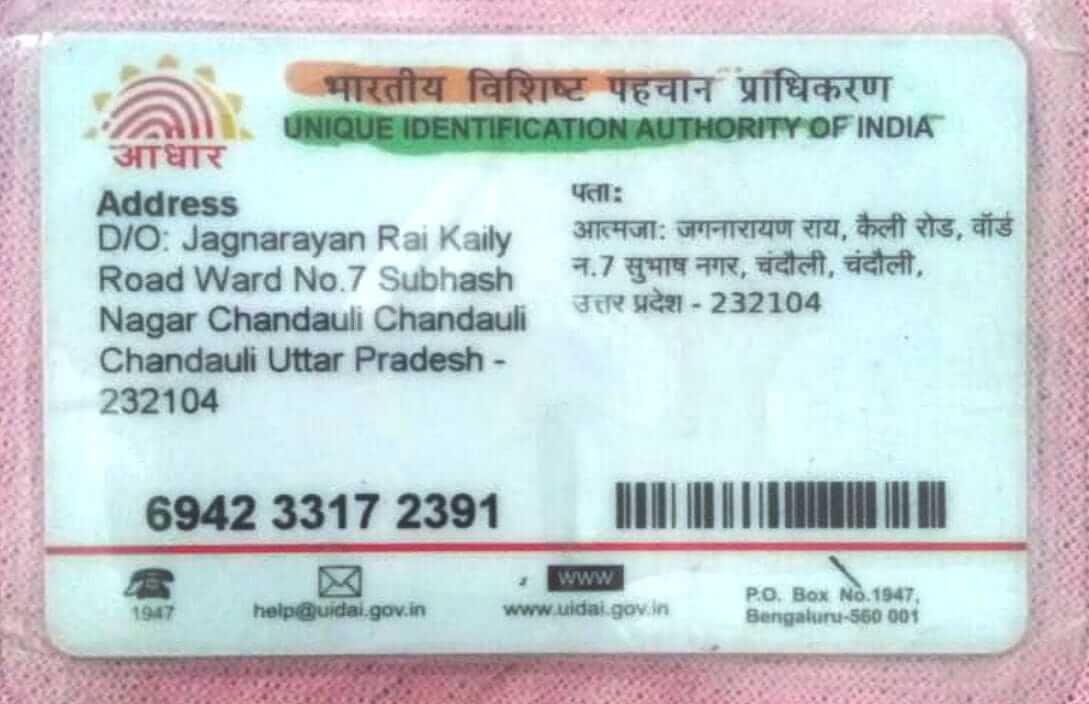 भारतीय विशिष्ट पहचान प्राधिकरण
UNIQUE IDENTIFICATION AUTHORITY OF INDIA
आधार
Address
D/O: Jagnarayan Rai Kaily
Road Ward No.7 Subhash
Nagar Chandauli Chandauli
Chandauli Uttar Pradesh -
232104
पता:
आत्मजा: जगनारायण राय, कैली रोड, वॉर्ड
न.7 सुभाष नगर, चंदौली, चंदौली,
उत्तर प्रदेश - 232104
6942 3317 2391
1947
help@uidai.gov.in
WWW
www.uidai.gov.in
P.O. Box No.1947,
Bengaluru-560 001